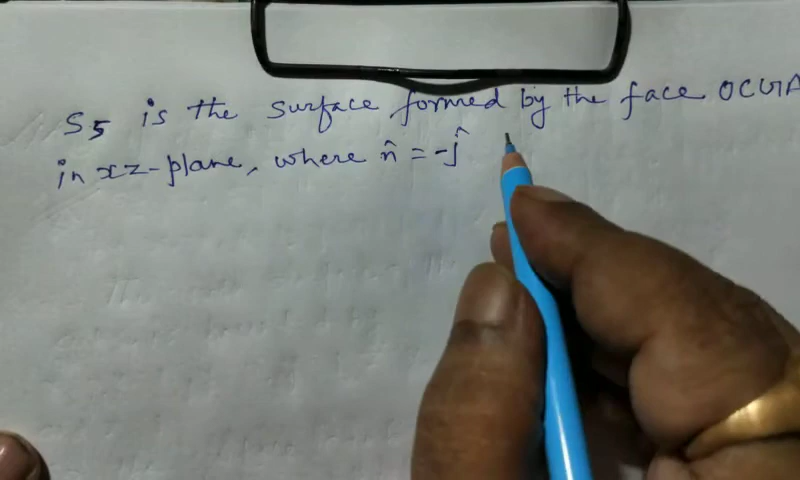 S5 is the surface formed by the face OCGA
in xz-plane, where n̂ = -ĵ